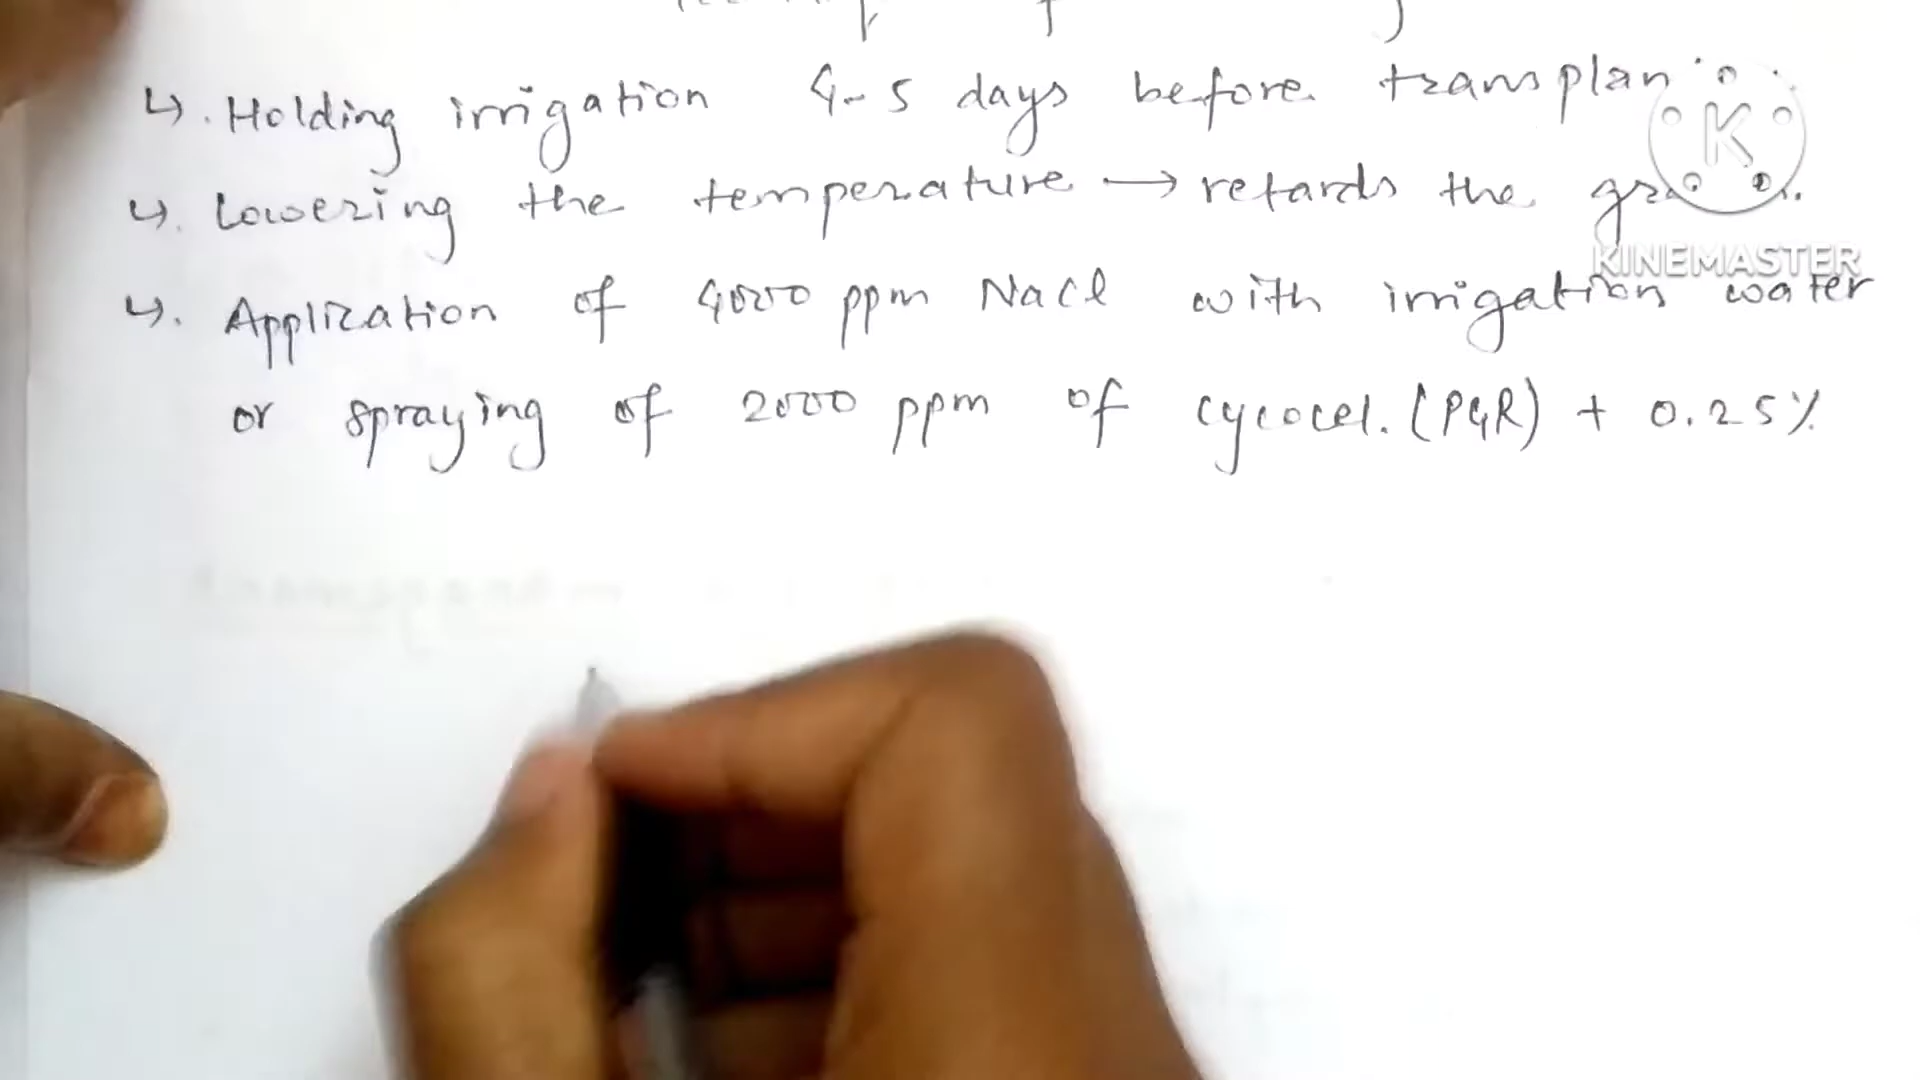 ↳. Holding irrigation 4-5 days before transplan
↳. Lowering the temperature → retards the
↳. Application of 4000 ppm NaCl with irrigation water
or spraying of 2000 ppm of cycocel. (PGR) + 0.25%
K
KINEMASTER